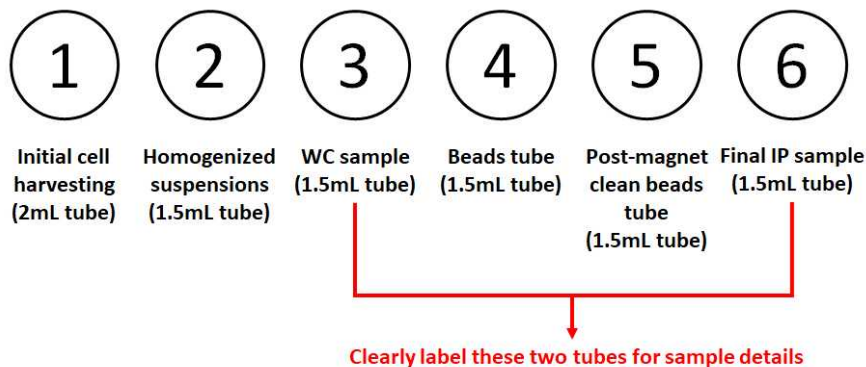 1 2 3 4 5 6
Initial cell
harvesting
(2mL tube)
Homogenized
suspensions
(1.5mL tube)
WC sample
(1.5mL tube)
Beads tube
(1.5mL tube)
Post-magnet
clean beads
tube
(1.5mL tube)
Final IP sample
(1.5mL tube)
Clearly label these two tubes for sample details